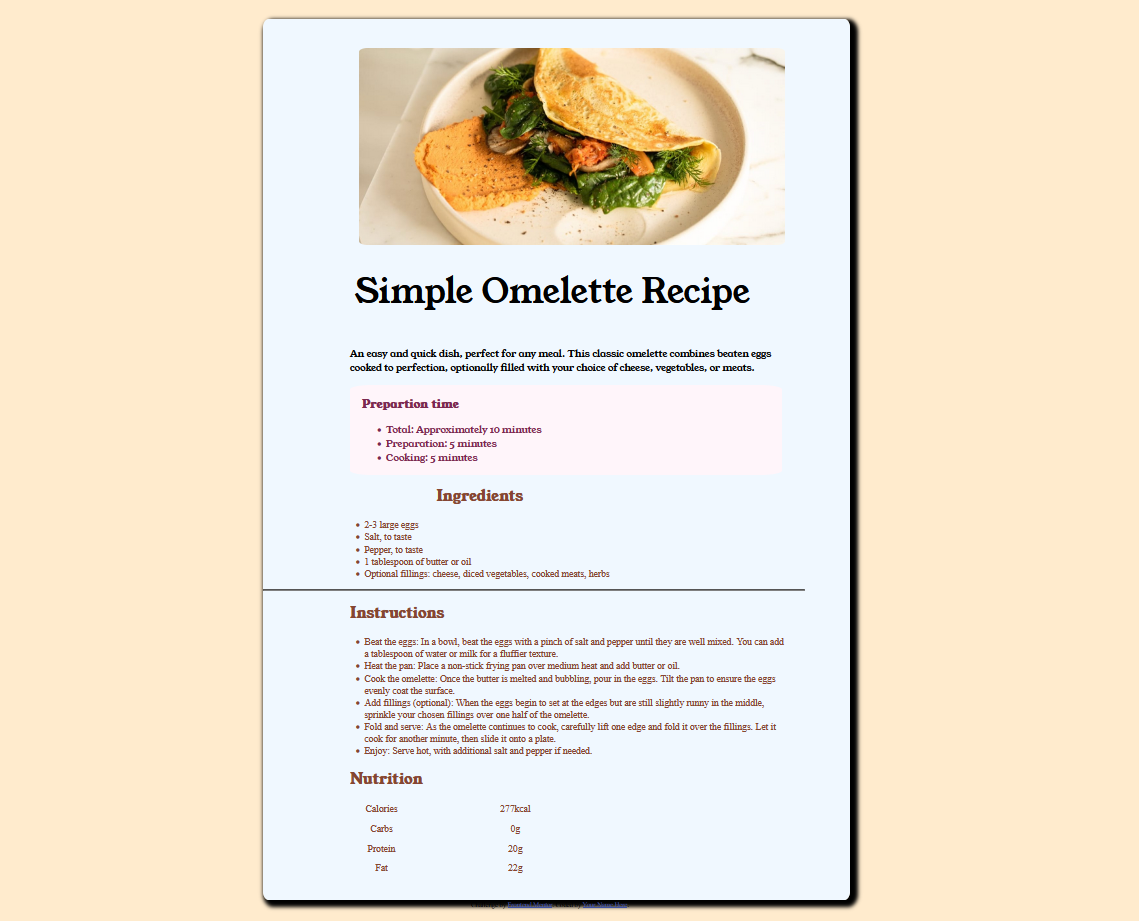 Simple Omelette Recipe
An easy and quick dish, perfect for any meal. This classic omelette combines beaten eggs
cooked to perfection, optionally filled with your choice of cheese, vegetables, or meats.
Prepartion time
• Total: Approximately 10 minutes
• Preparation: 5 minutes
• Cooking: 5 minutes
Ingredients
• 2-3 large eggs
• Salt, to taste
• Pepper, to taste
• 1 tablespoon of butter or oil
• Optional fillings: cheese, diced vegetables, cooked meats, herbs
Instructions
• Beat the eggs: In a bowl, beat the eggs with a pinch of salt and pepper until they are well mixed. You can add
a tablespoon of water or milk for a fluffier texture.
• Heat the pan: Place a non-stick frying pan over medium heat and add butter or oil.
• Cook the omelette: Once the butter is melted and bubbling, pour in the eggs. Tilt the pan to ensure the eggs
evenly coat the surface.
• Add fillings (optional): When the eggs begin to set at the edges but are still slightly runny in the middle,
sprinkle your chosen fillings over one half of the omelette.
• Fold and serve: As the omelette continues to cook, carefully lift one edge and fold it over the fillings. Let it
cook for another minute, then slide it onto a plate.
• Enjoy: Serve hot, with additional salt and pepper if needed.
Nutrition
Calories 277kcal
Carbs 0g
Protein 20g
Fat 22g